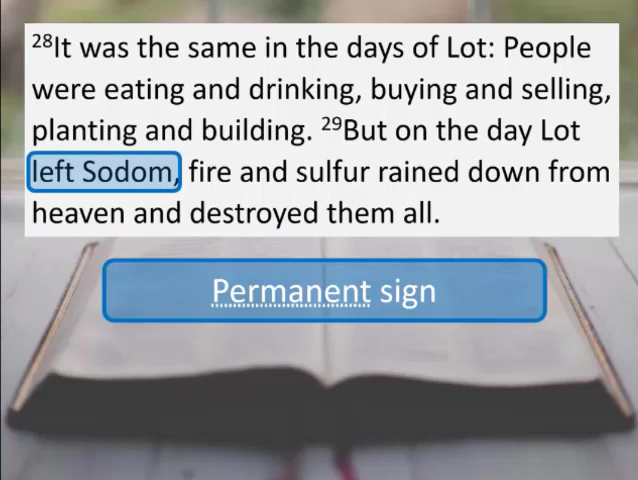 ²⁸It was the same in the days of Lot: People
were eating and drinking, buying and selling,
planting and building. ²⁹But on the day Lot
left Sodom, fire and sulfur rained down from
heaven and destroyed them all.
Permanent sign